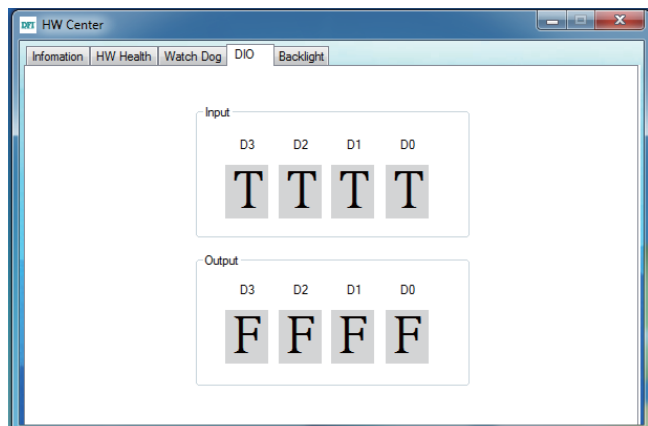 DFI HW Center
Infomation HW Health Watch Dog DIO Backlight
Input
D3 D2 D1 D0
T T T T
Output
D3 D2 D1 D0
F F F F